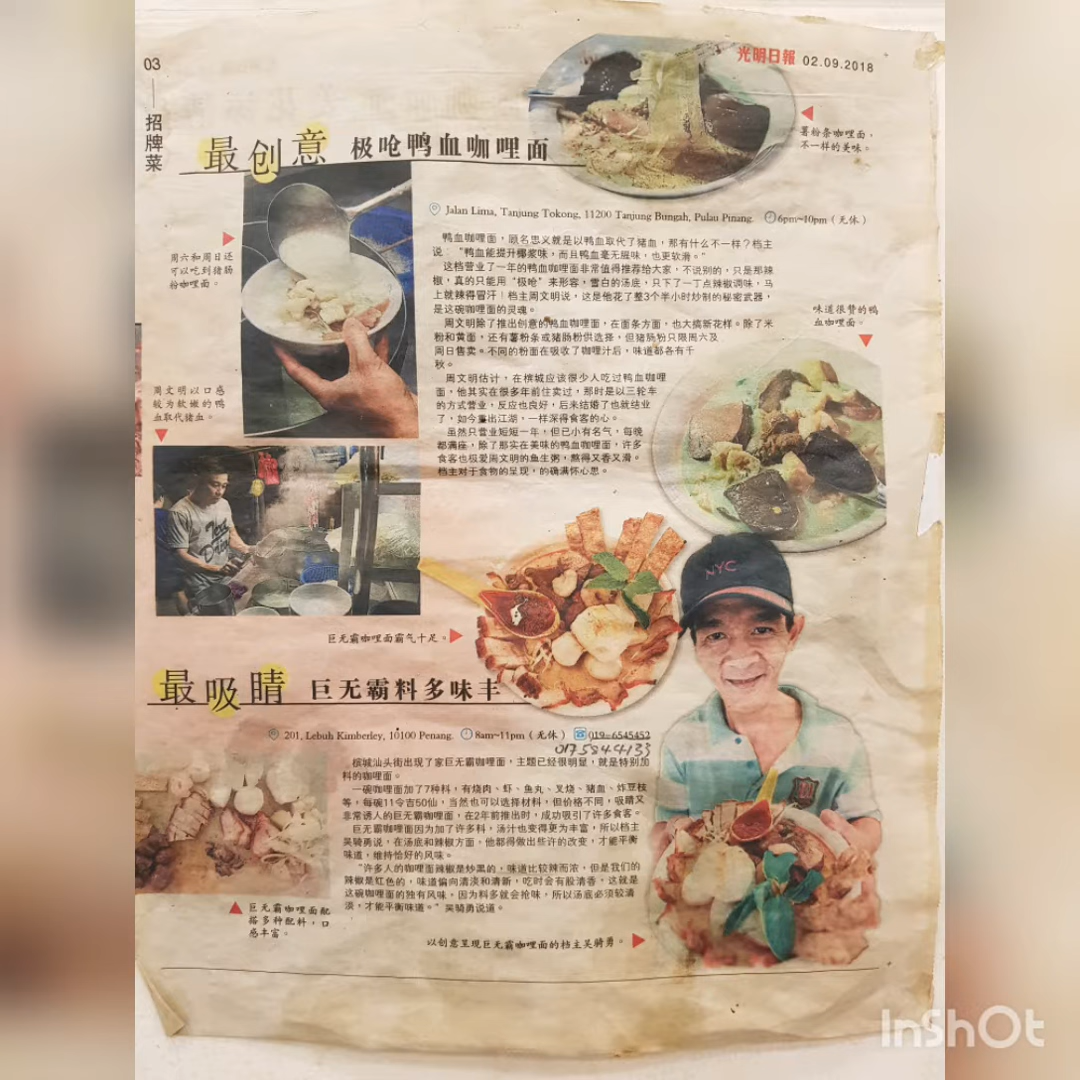 03
招牌菜
光明日報 02.09.2018
薯粉条咖哩面，
不一样的美味。
最创意 极呛鸭血咖哩面
Jalan Lima, Tanjung Tokong, 11200 Tanjung Bungah, Pulau Pinang. 6pm~10pm（无休）
周六和周日还
可以吃到猪肠
粉咖哩面。
鸭血咖哩面，顾名思义就是以鸭血取代了猪血，那有什么不一样？档主
说："鸭血能提升椰浆味，而且鸭血毫无腥味，也更软滑。"
这档营业了一年的鸭血咖哩面非常值得推荐给大家，不说别的，只是那辣
椒，真的只能用"极呛"来形容，雪白的汤底，只下了一丁点辣椒调味，马
上就辣得冒汗！档主周文明说，这是他花了整3个半小时炒制的秘密武器，
是这碗咖哩面的灵魂。
周文明除了推出创意的鸭血咖哩面，在面条方面，也大搞新花样。除了米
粉和黄面，还有薯粉条或猪肠粉供选择，但猪肠粉只限周六及
周日售卖。不同的粉面在吸收了咖哩汁后，味道都各有千
秋。
周文明估计，在槟城应该很少人吃过鸭血咖哩
面，他其实在很多年前住卖过，那时是以三轮车
的方式营业，反应也良好，后来结婚了也就结业
了，如今重出江湖，一样深得食客的心。
虽然只营业短短一年，但已小有名气，每晚
都满座，除了那实在美味的鸭血咖哩面，许多
食客也极爱周文明的鱼生粥，熬得又香又滑。
档主对于食物的呈现，的确满怀心思。
味道很赞的鸭
血咖哩面。
周文明以口感
较为软嫩的鸭
血取代猪血。
巨无霸咖哩面霸气十足。
最吸睛 巨无霸料多味丰
201, Lebuh Kimberley, 10100 Penang. 8am~11pm（无休） 019-6545452
0175844133
槟城汕头街出现了家巨无霸咖哩面，主题已经很明显，就是特别加
料的咖哩面。
一碗咖哩面加了7种料，有烧肉、虾、鱼丸、叉烧、猪血、炸豆枝
等，每碗11令吉50仙，当然也可以选择材料，但价格不同，吸睛又
非常诱人的巨无霸咖哩面，在2年前推出时，成功吸引了许多食客。
巨无霸咖哩面因为加了许多料，汤汁也变得更为丰富，所以档主
吴骑勇说，在汤底和辣椒方面，他都得做出些许的改变，才能平衡
味道，维持恰好的风味。
"许多人的咖哩面辣椒是炒黑的，味道比较辣而浓，但是我们的
辣椒是红色的，味道偏向清淡和清新，吃时会有股清香，这就是
这碗咖哩面的独有风味，因为料多就会抢味，所以汤底必须较清
淡，才能平衡味道。"吴骑勇说道。
巨无霸咖哩面配
搭多种配料，口
感丰富。
以创意呈现巨无霸咖哩面的档主吴骑勇。
NYC
InShOt